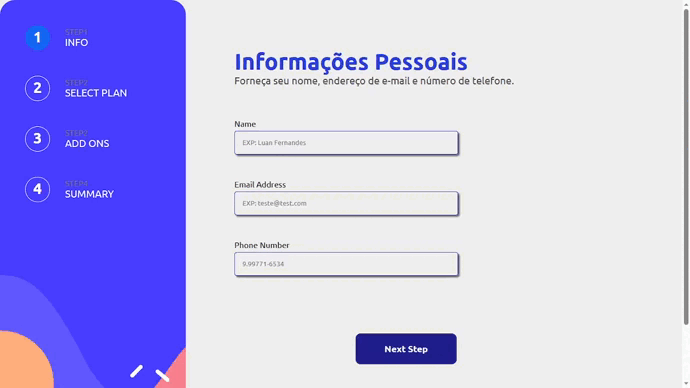 1
STEP1
INFO
2
STEP2
SELECT PLAN
3
ADD ONS
4
STEP4
SUMMARY
Informações Pessoais
Forneça seu nome, endereço de e-mail e número de telefone.
Name
EXP: Luan Fernandes
Email Address
EXP: teste@test.com
Phone Number
9.99771-6534
Next Step